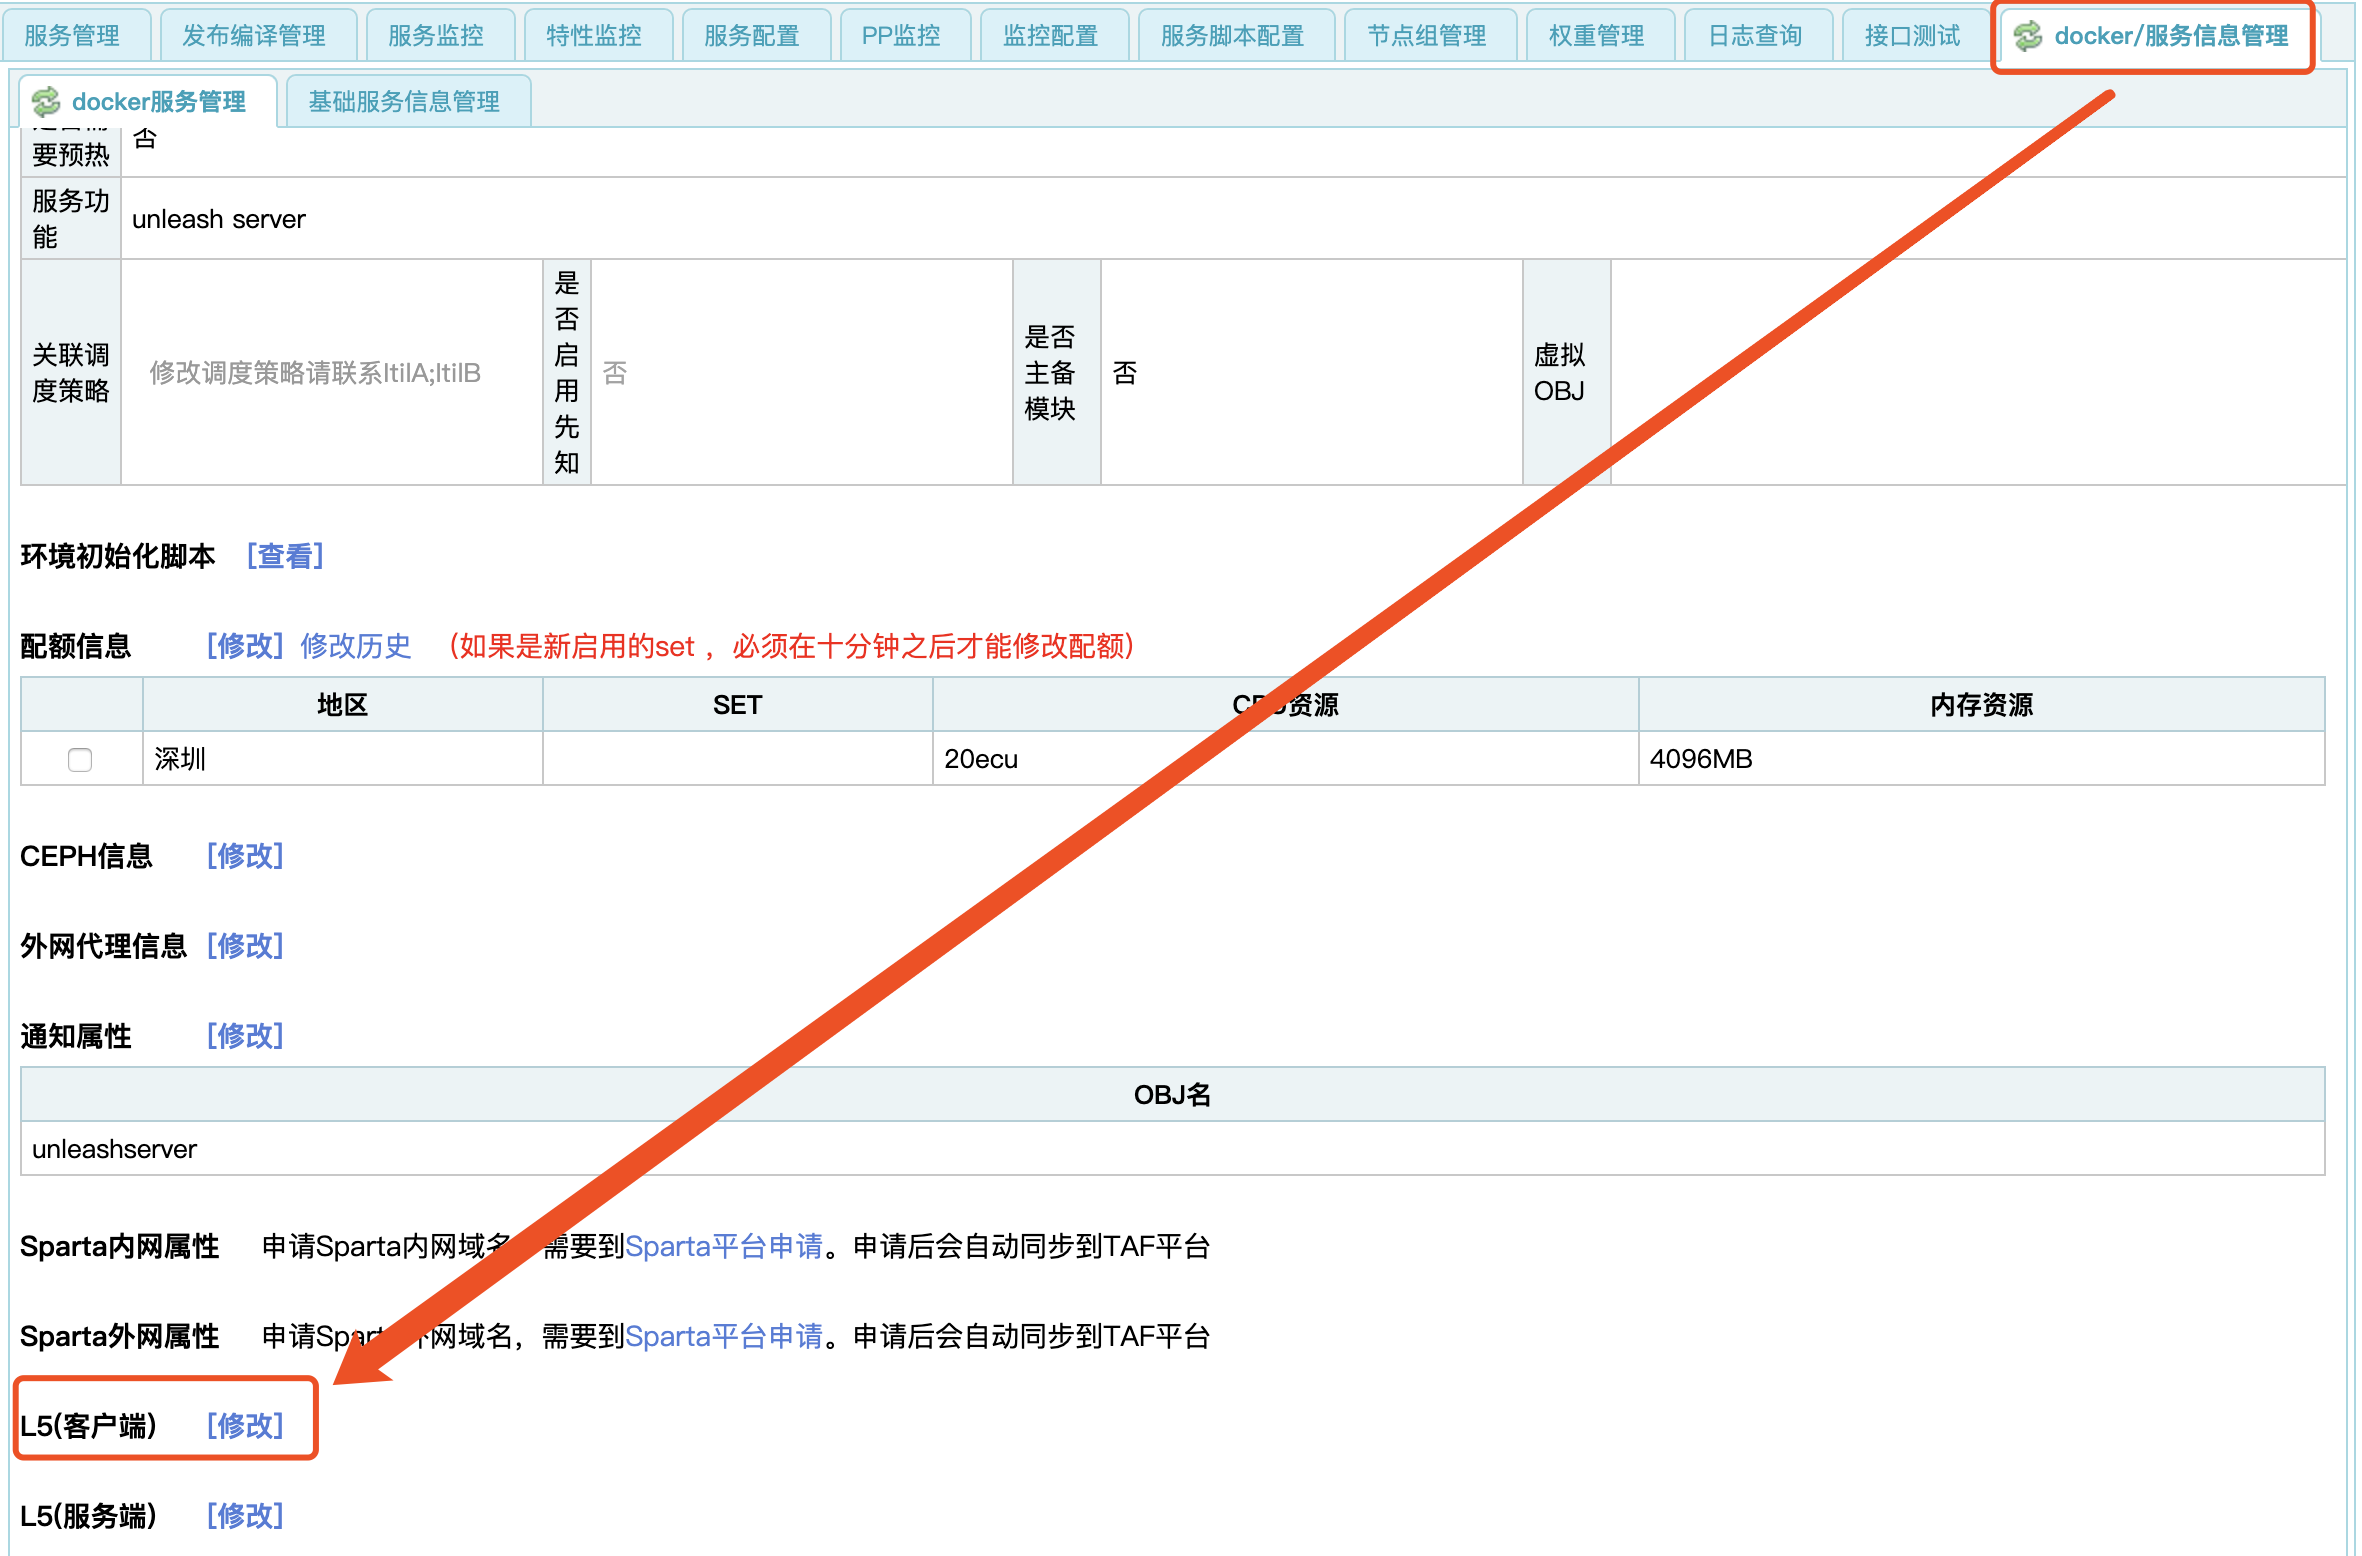 服务管理 发布编译管理 服务监控 特性监控 服务配置 PP监控 监控配置 服务脚本配置 节点组管理 权重管理 日志查询 接口测试 docker/服务信息管理
docker服务管理 基础服务信息管理
要预热 否
服务功能 unleash server
关联调度策略 修改调度策略请联系ItilA;ItilB 是否启用先知 否 是否主备模块 否 虚拟OBJ
环境初始化脚本 [查看]
配额信息 [修改] 修改历史 (如果是新启用的set ，必须在十分钟之后才能修改配额)
地区 SET 资源 内存资源
深圳 20ecu 4096MB
CEPH信息 [修改]
外网代理信息 [修改]
通知属性 [修改]
OBJ名
unleashserver
Sparta内网属性 申请Sparta内网域 需要到Sparta平台申请。申请后会自动同步到TAF平台
Sparta外网属性 申请 网域名，需要到Sparta平台申请。申请后会自动同步到TAF平台
L5(客户端) [修改]
L5(服务端) [修改]